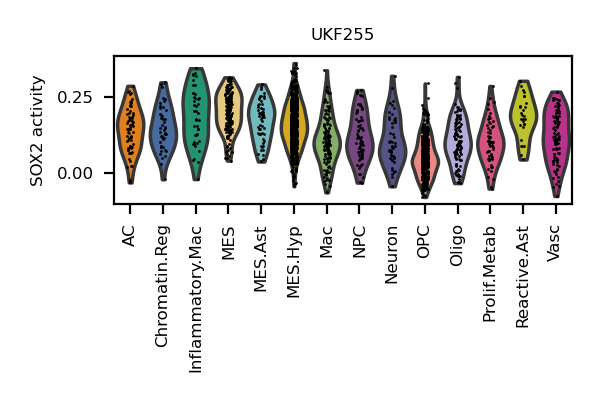 UKF255
SOX2 activity
0.25
0.00
AC
Chromatin.Reg
Inflammatory.Mac
MES
MES.Ast
MES.Hyp
Mac
NPC
Neuron
OPC
Oligo
Prolif.Metab
Reactive.Ast
Vasc